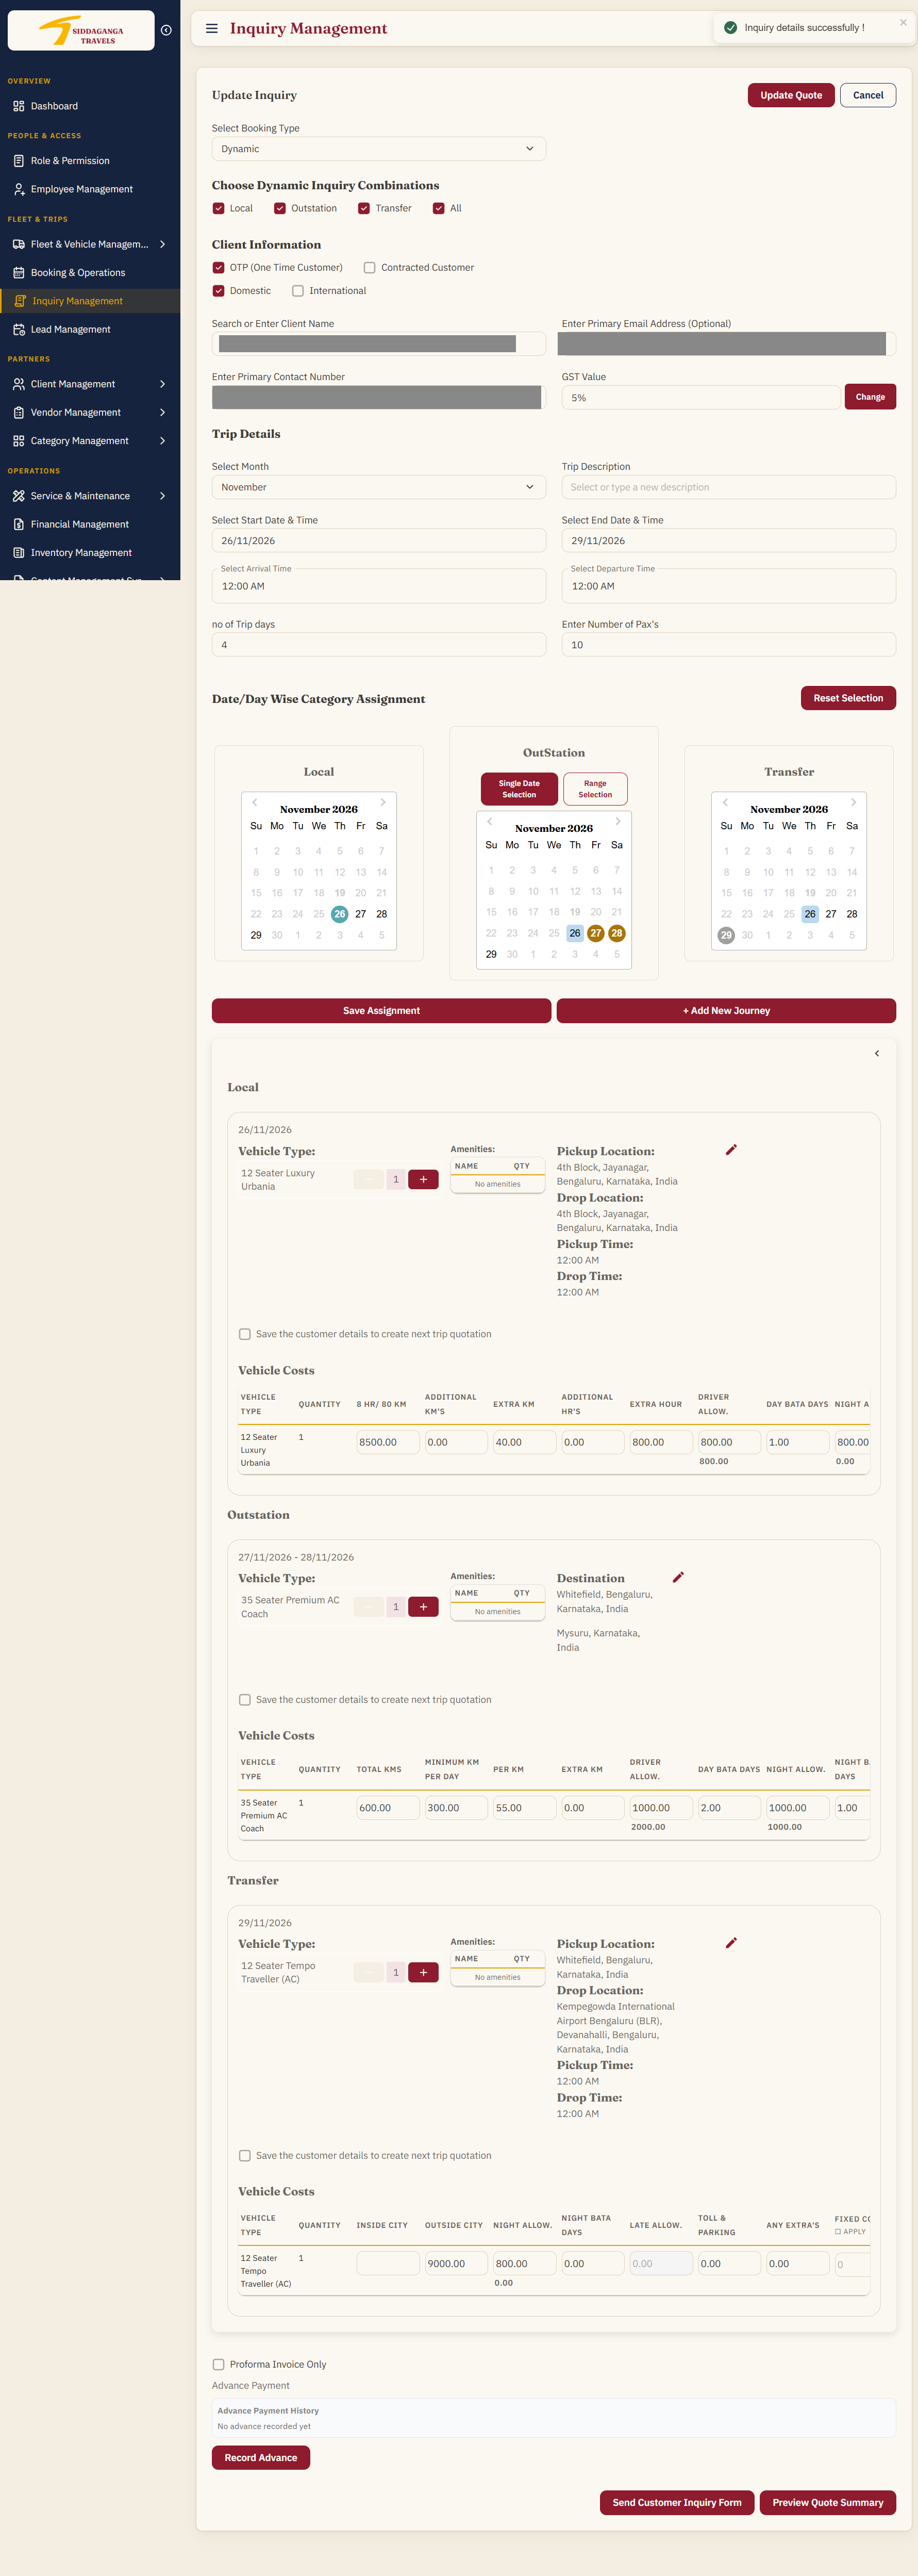 SIDDAGANGA
TRAVELS
OVERVIEW
Dashboard
PEOPLE & ACCESS
Role & Permission
Employee Management
FLEET & TRIPS
Fleet & Vehicle Managem...
Booking & Operations
Inquiry Management
Lead Management
PARTNERS
Client Management
Vendor Management
Category Management
OPERATIONS
Service & Maintenance
Financial Management
Inventory Management
Inquiry Management
Inquiry details successfully !
Update Inquiry
Update Quote
Cancel
Select Booking Type
Dynamic
Choose Dynamic Inquiry Combinations
Local Outstation Transfer All
Client Information
OTP (One Time Customer) Contracted Customer
Domestic International
Search or Enter Client Name
Enter Primary Email Address (Optional)
Enter Primary Contact Number
GST Value
5%
Change
Trip Details
Select Month
Trip Description
November
Select or type a new description
Select Start Date & Time
Select End Date & Time
26/11/2026
29/11/2026
Select Arrival Time
Select Departure Time
12:00 AM
12:00 AM
no of Trip days
Enter Number of Pax's
4
10
Date/Day Wise Category Assignment
Reset Selection
Local
November 2026
Su Mo Tu We Th Fr Sa
1 2 3 4 5 6 7
8 9 10 11 12 13 14
15 16 17 18 19 20 21
22 23 24 25 26 27 28
29 30 1 2 3 4 5
OutStation
Single Date
Selection
Range
Selection
November 2026
Su Mo Tu We Th Fr Sa
1 2 3 4 5 6 7
8 9 10 11 12 13 14
15 16 17 18 19 20 21
22 23 24 25 26 27 28
29 30 1 2 3 4 5
Transfer
November 2026
Su Mo Tu We Th Fr Sa
1 2 3 4 5 6 7
8 9 10 11 12 13 14
15 16 17 18 19 20 21
22 23 24 25 26 27 28
29 30 1 2 3 4 5
Save Assignment
+ Add New Journey
Local
26/11/2026
Vehicle Type:
12 Seater Luxury
Urbania
− 1 +
Amenities:
NAME QTY
No amenities
Pickup Location:
4th Block, Jayanagar,
Bengaluru, Karnataka, India
Drop Location:
4th Block, Jayanagar,
Bengaluru, Karnataka, India
Pickup Time:
12:00 AM
Drop Time:
12:00 AM
Save the customer details to create next trip quotation
Vehicle Costs
VEHICLE TYPE QUANTITY 8 HR/ 80 KM ADDITIONAL KM'S EXTRA KM ADDITIONAL HR'S EXTRA HOUR DRIVER ALLOW. DAY BATA DAYS NIGHT A
12 Seater
Luxury
Urbania
1 8500.00 0.00 40.00 0.00 800.00 800.00 1.00 800.00
800.00 0.00
Outstation
27/11/2026 - 28/11/2026
Vehicle Type:
35 Seater Premium AC
Coach
− 1 +
Amenities:
NAME QTY
No amenities
Destination
Whitefield, Bengaluru,
Karnataka, India
Mysuru, Karnataka,
India
Save the customer details to create next trip quotation
Vehicle Costs
VEHICLE TYPE QUANTITY TOTAL KMS MINIMUM KM PER DAY PER KM EXTRA KM DRIVER ALLOW. DAY BATA DAYS NIGHT ALLOW. NIGHT B DAYS
35 Seater
Premium AC
Coach
1 600.00 300.00 55.00 0.00 1000.00 2.00 1000.00 1.00
2000.00 1000.00
Transfer
29/11/2026
Vehicle Type:
12 Seater Tempo
Traveller (AC)
− 1 +
Amenities:
NAME QTY
No amenities
Pickup Location:
Whitefield, Bengaluru,
Karnataka, India
Drop Location:
Kempegowda International
Airport Bengaluru (BLR),
Devanahalli, Bengaluru,
Karnataka, India
Pickup Time:
12:00 AM
Drop Time:
12:00 AM
Save the customer details to create next trip quotation
Vehicle Costs
VEHICLE TYPE QUANTITY INSIDE CITY OUTSIDE CITY NIGHT ALLOW. NIGHT BATA DAYS LATE ALLOW. TOLL & PARKING ANY EXTRA'S FIXED CO APPLY
12 Seater
Tempo
Traveller (AC)
1 9000.00 800.00 0.00 0.00 0.00 0.00 0
0.00
Proforma Invoice Only
Advance Payment
Advance Payment History
No advance recorded yet
Record Advance
Send Customer Inquiry Form
Preview Quote Summary